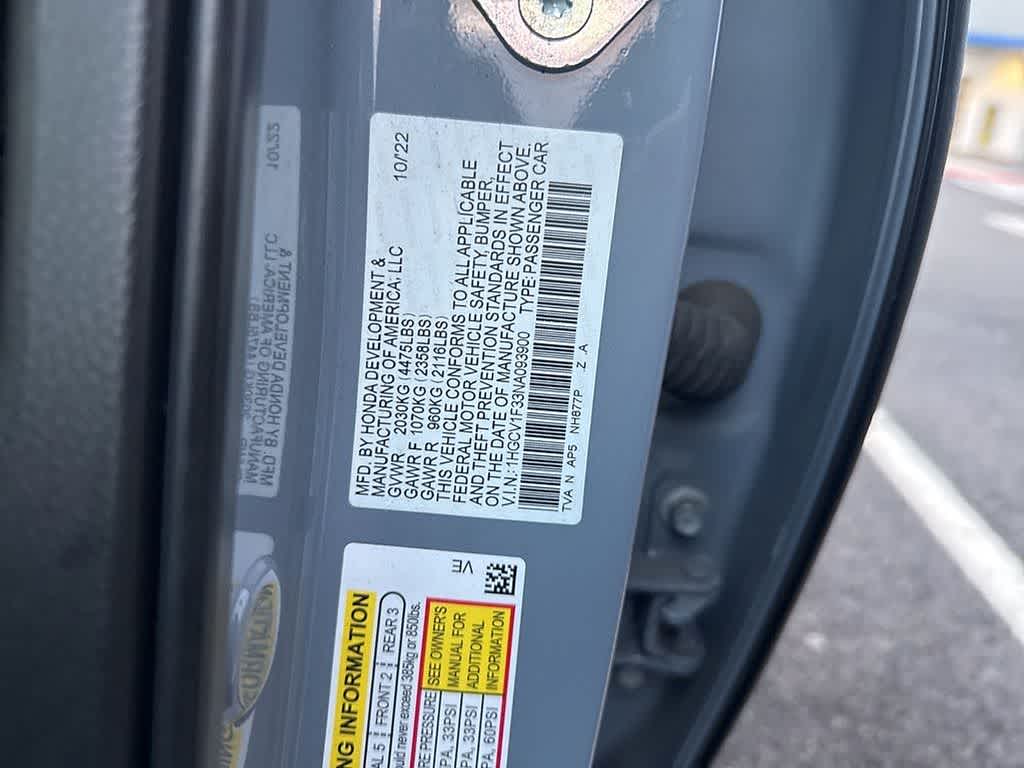 MFD. BY HONDA DEVELOPMENT &
MANUFACTURING OF AMERICA, LLC 10/22
GVWR 2030KG (4475LBS)
GAWR F 1070KG (2358LBS)
GAWR R 960KG (2116LBS)
THIS VEHICLE CONFORMS TO ALL APPLICABLE
FEDERAL MOTOR VEHICLE SAFETY, BUMPER,
AND THEFT PREVENTION STANDARDS IN EFFECT
ON THE DATE OF MANUFACTURE SHOWN ABOVE.
V.I.N.:1HGCV1F33NA093900 TYPE: PASSENGER CAR
TVA N AP5 NH877P Z .A
VE
NG INFORMATION
AL 5 FRONT 2 REAR 3
ould never exceed 385kg or 850lbs.
RE PRESSURE SEE OWNER'S
PA, 33PSI MANUAL FOR
PA, 33PSI ADDITIONAL
PA, 60PSI INFORMATION